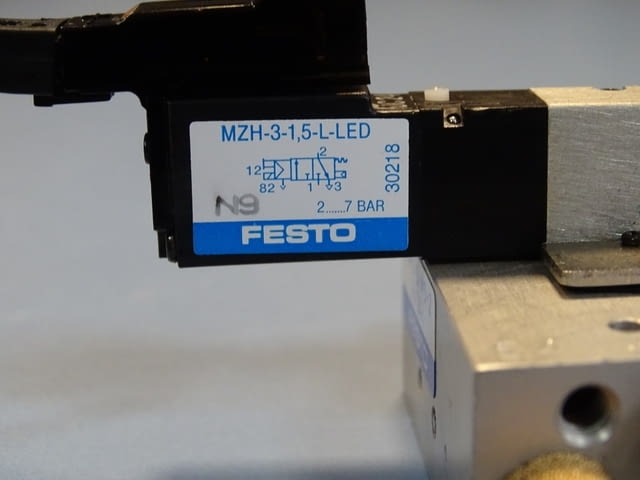 MZH-3-1,5-L-LED
2
12
82
1
3
30218
N9
2.......7 BAR
FESTO